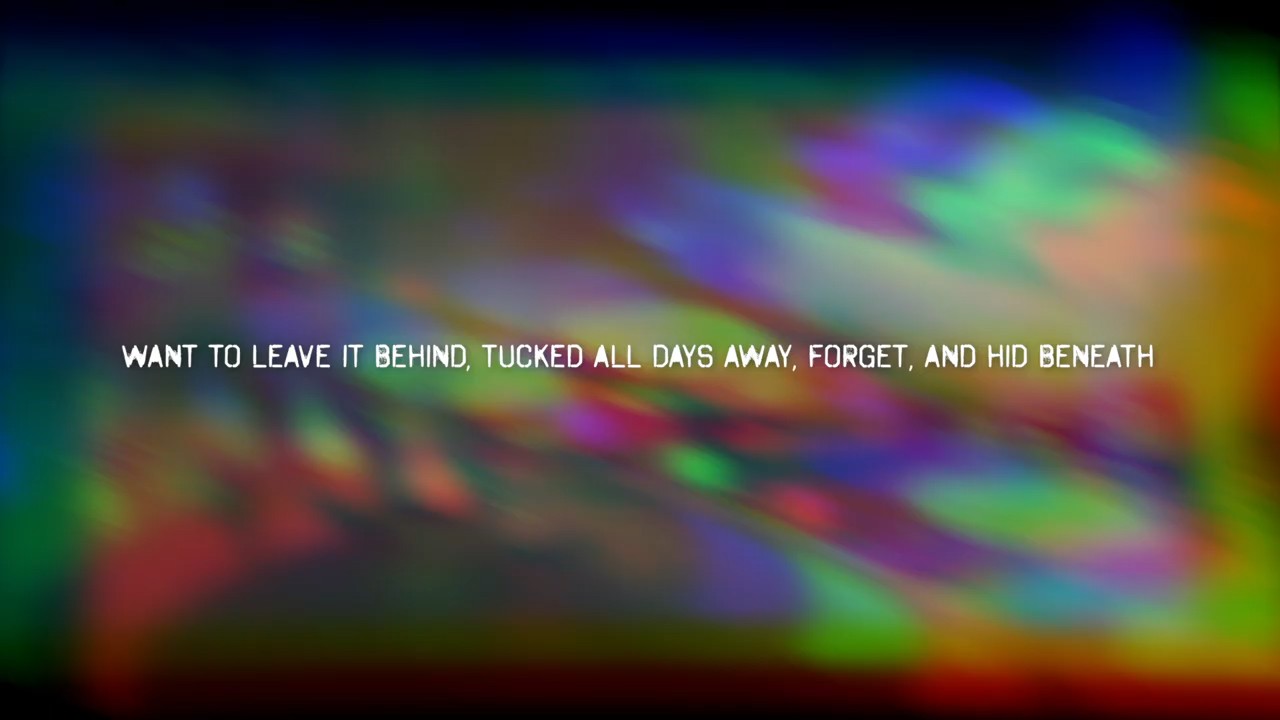 WANT TO LEAVE IT BEHIND, TUCKED ALL DAYS AWAY, FORGET, AND HID BENEATH